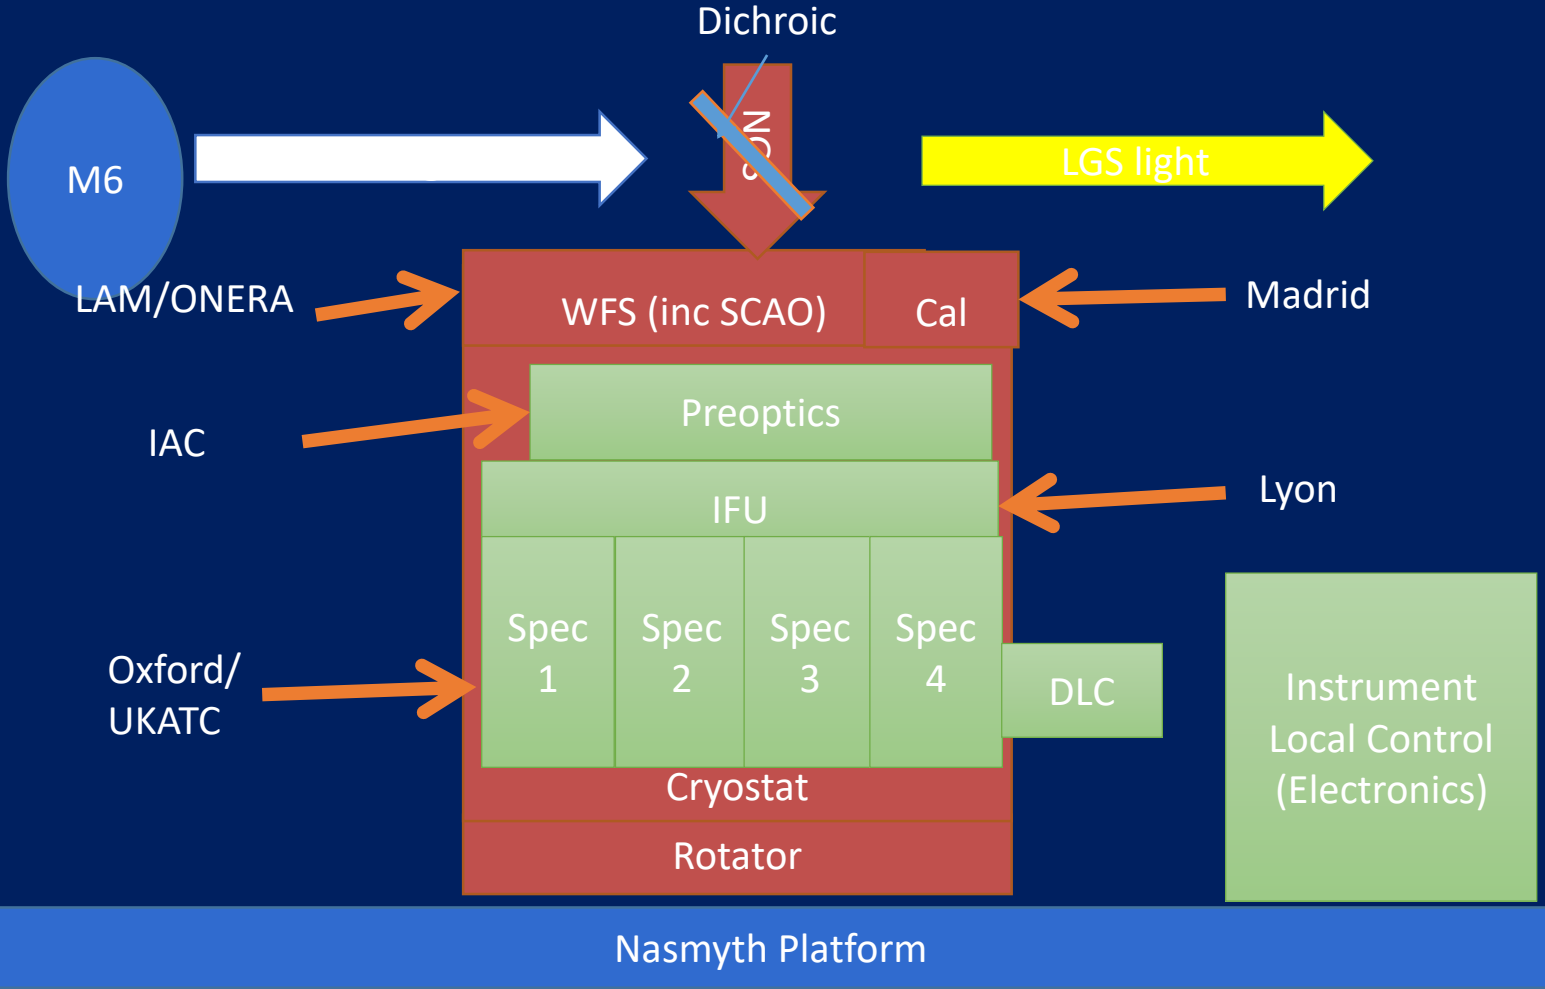 Dichroic
M6
NGS
LGS light
LAM/ONERA
WFS (inc SCAO)
Cal
Madrid
Preoptics
IAC
IFU
Lyon
Spec
1
Spec
2
Spec
3
Spec
4
Oxford/
UKATC
DLC
Instrument
Local Control
(Electronics)
Cryostat
Rotator
Nasmyth Platform